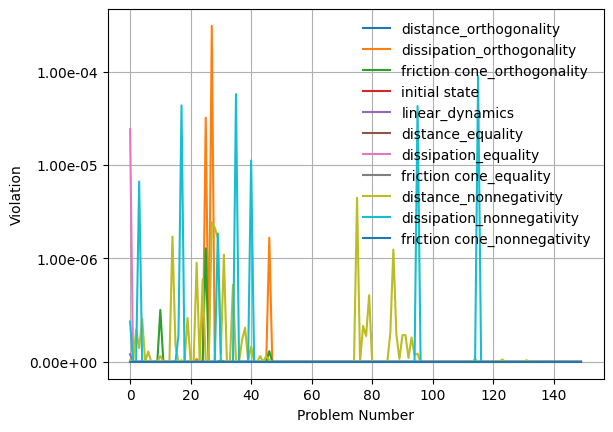 distance_orthogonality
dissipation_orthogonality
friction cone_orthogonality
initial state
linear_dynamics
distance_equality
dissipation_equality
friction cone_equality
distance_nonnegativity
dissipation_nonnegativity
friction cone_nonnegativity
1.00e-04
1.00e-05
1.00e-06
0.00e+00
Violation
0 20 40 60 80 100 120 140
Problem Number